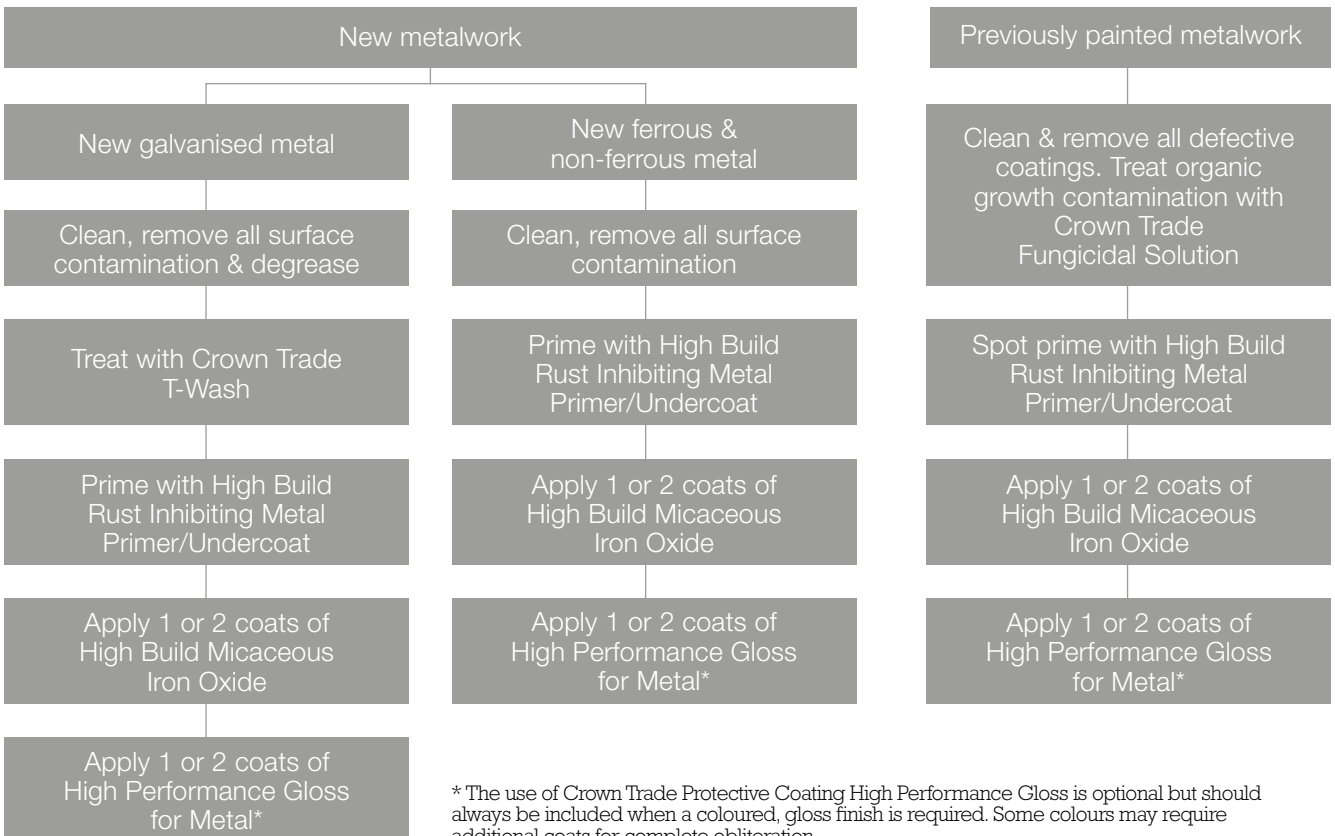 New metalwork
New galvanised metal
Clean, remove all surface
contamination & degrease
Treat with Crown Trade
T-Wash
Prime with High Build
Rust Inhibiting Metal
Primer/Undercoat
Apply 1 or 2 coats of
High Build Micaceous
Iron Oxide
Apply 1 or 2 coats of
High Performance Gloss
for Metal*
New ferrous &
non-ferrous metal
Clean, remove all surface
contamination
Prime with High Build
Rust Inhibiting Metal
Primer/Undercoat
Apply 1 or 2 coats of
High Build Micaceous
Iron Oxide
Apply 1 or 2 coats of
High Performance Gloss
for Metal*
Previously painted metalwork
Clean & remove all defective
coatings. Treat organic
growth contamination with
Crown Trade
Fungicidal Solution
Spot prime with High Build
Rust Inhibiting Metal
Primer/Undercoat
Apply 1 or 2 coats of
High Build Micaceous
Iron Oxide
Apply 1 or 2 coats of
High Performance Gloss
for Metal*
* The use of Crown Trade Protective Coating High Performance Gloss is optional but should
always be included when a coloured, gloss finish is required. Some colours may require
additional coats for complete obliteration